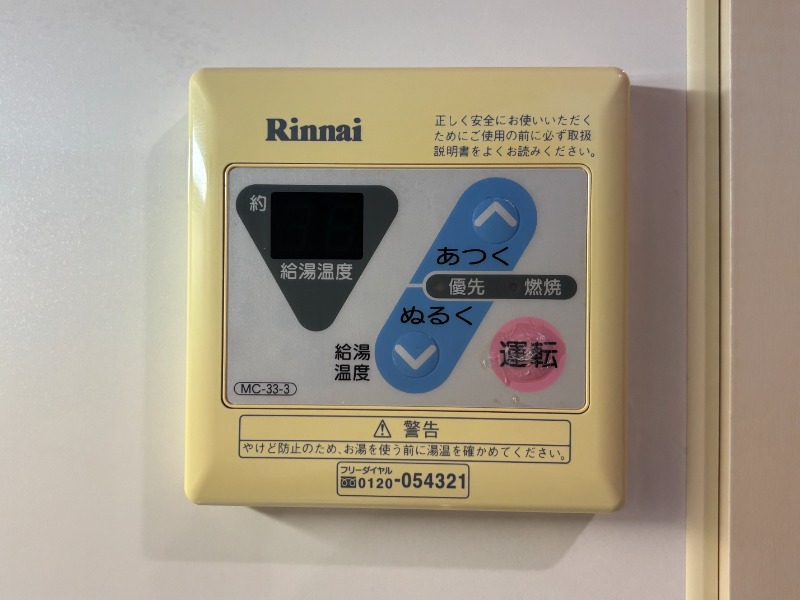 Rinnai
正しく安全にお使いいただく
ためにご使用の前に必ず取扱
説明書をよくお読みください。
約
給湯温度
あつく
優先
燃焼
ぬるく
給湯
温度
運転
MC-33-3
警告
やけど防止のため、お湯を使う前に湯温を確かめてください。
フリーダイヤル
0120-054321